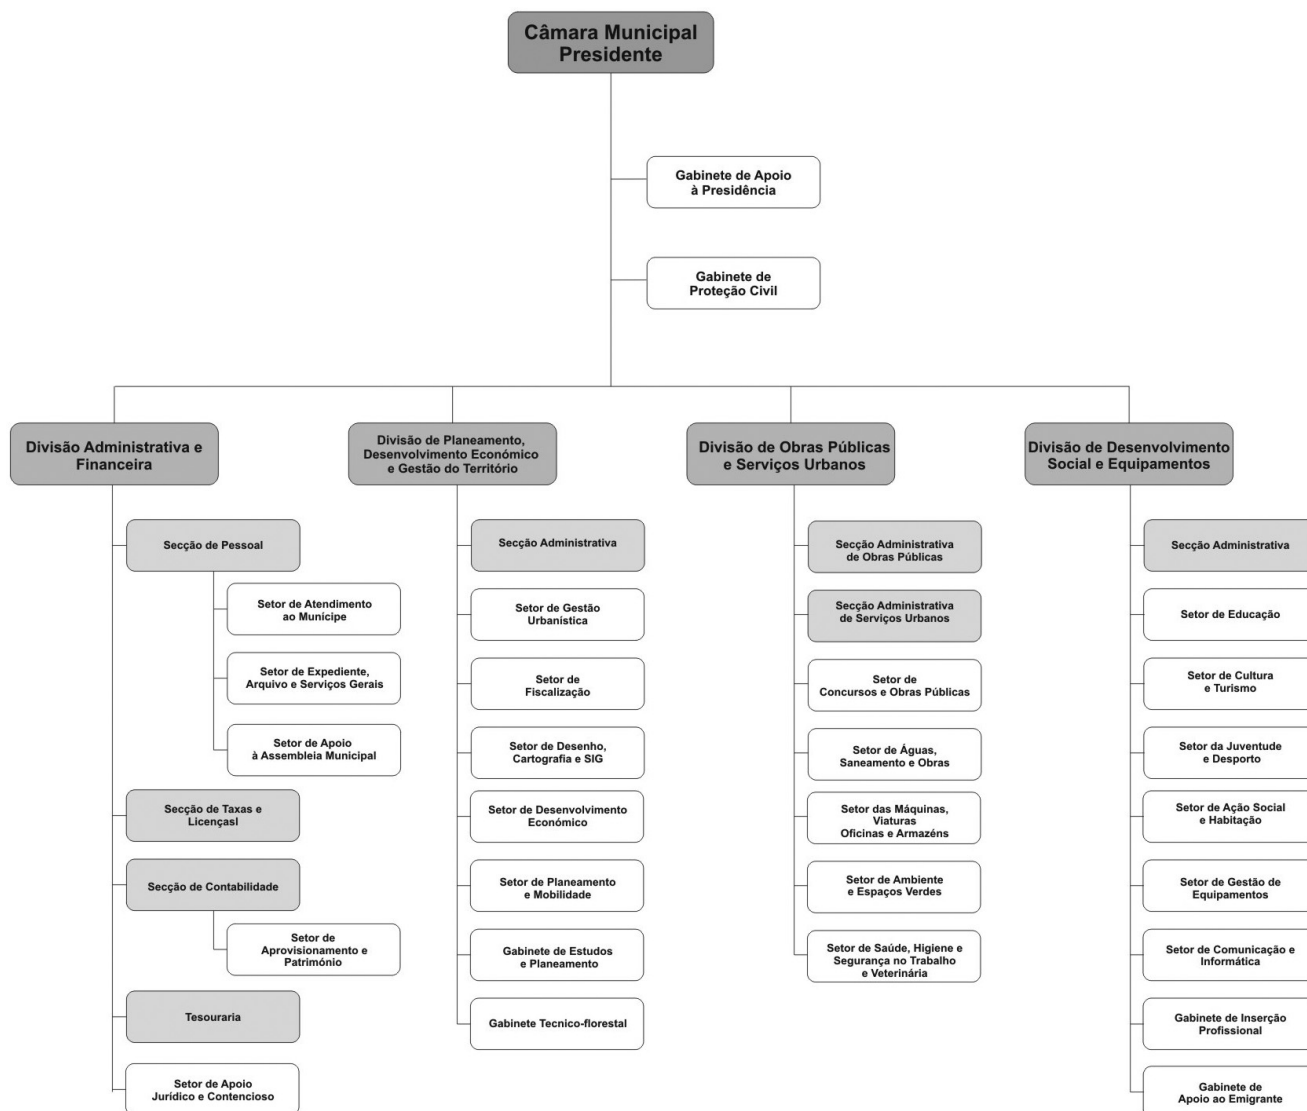 Câmara Municipal
Presidente
Gabinete de Apoio
à Presidência
Gabinete de
Proteção Civil
Divisão Administrativa e
Financeira
Secção de Pessoal
Setor de Atendimento
ao Municipe
Setor de Expediente,
Arquivo e Serviços Gerais
Setor de Apoio
à Assembleia Municipal
Secção de Taxas e
Licençasl
Secção de Contabilidade
Setor de
Aprovisionamento e
Património
Tesouraria
Setor de Apoio
Jurídico e Contencioso
Divisão de Planeamento,
Desenvolvimento Económico
e Gestão do Território
Secção Administrativa
Setor de Gestão
Urbanística
Setor de
Fiscalização
Setor de Desenho,
Cartografia e SIG
Setor de Desenvolvimento
Económico
Setor de Planeamento
e Mobilidade
Gabinete de Estudos
e Planeamento
Gabinete Tecnico-florestal
Divisão de Obras Públicas
e Serviços Urbanos
Secção Administrativa
de Obras Públicas
Secção Administrativa
de Serviços Urbanos
Setor de
Concursos e Obras Públicas
Setor de Águas,
Saneamento e Obras
Setor das Máquinas,
Viaturas
Oficinas e Armazéns
Setor de Ambiente
e Espaços Verdes
Setor de Saúde, Higiene e
Segurança no Trabalho
e Veterinária
Divisão de Desenvolvimento
Social e Equipamentos
Secção Administrativa
Setor de Educação
Setor de Cultura
e Turismo
Setor da Juventude
e Desporto
Setor de Ação Social
e Habitação
Setor de Gestão de
Equipamentos
Setor de Comunicação e
Informática
Gabinete de Inserção
Profissional
Gabinete de
Apoio ao Emigrante